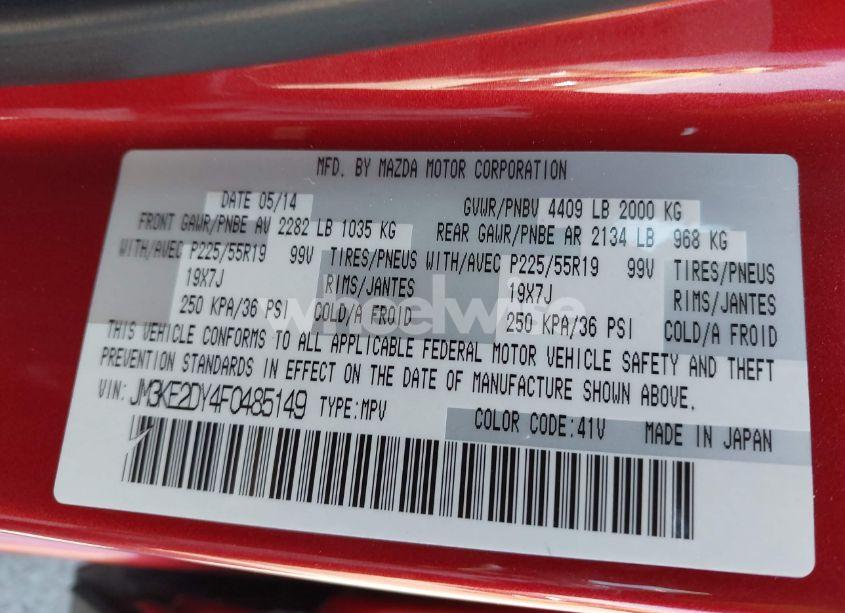 MFD. BY MAZDA MOTOR CORPORATION
DATE 05/14 GVWR/PNBV 4409 LB 2000 KG
FRONT GAWR/PNBE AV 2282 LB 1035 KG REAR GAWR/PNBE AR 2134 LB 968 KG
WITH/AVEC P225/55R19 99V TIRES/PNEUS WITH/AVEC P225/55R19 99V TIRES/PNEUS
19X7J RIMS/JANTES 19X7J RIMS/JANTES
250 KPA/36 PSI COLD/A FROID 250 KPA/36 PSI COLD/A FROID
wheelwise
THIS VEHICLE CONFORMS TO ALL APPLICABLE FEDERAL MOTOR VEHICLE SAFETY AND THEFT
PREVENTION STANDARDS IN EFFECT ON THE DATE OF MANUFACTURE SHOWN ABOVE.
VIN: JM3KE2DY4F0485149 TYPE:MPV COLOR CODE:41V MADE IN JAPAN